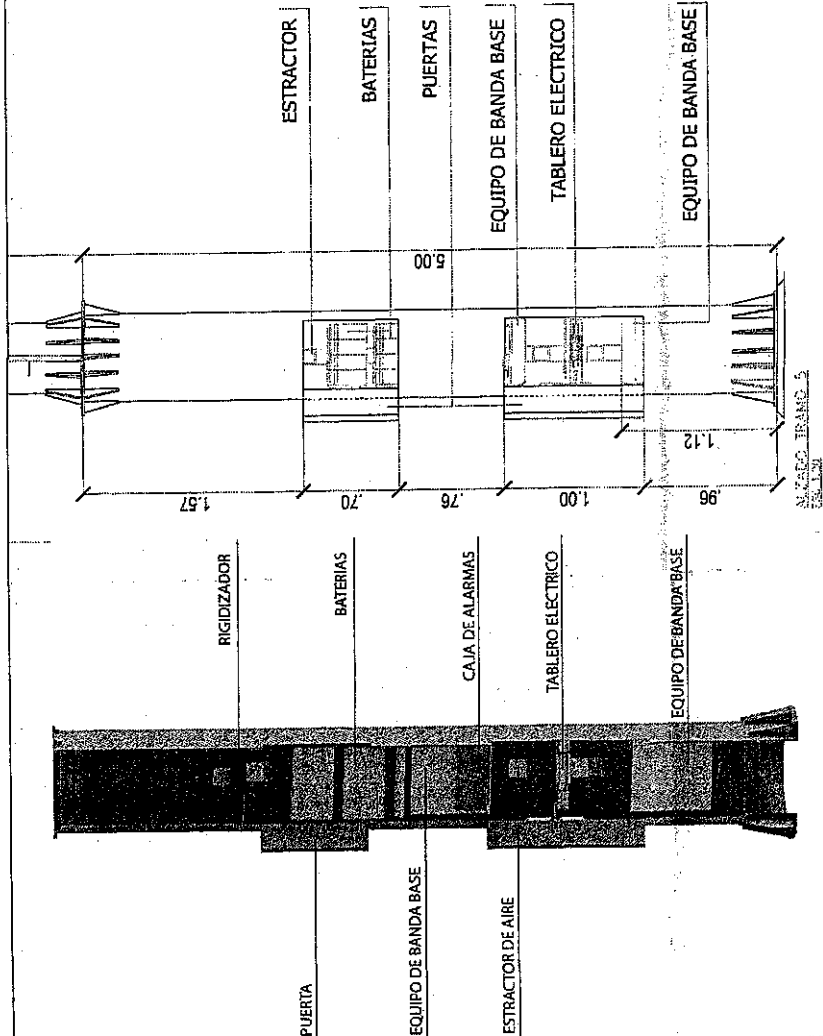 ESTRACTOR
BATERIAS
PUERTAS
EQUIPO DE BANDA BASE
TABLERO ELECTRICO
EQUIPO DE BANDA BASE
5.00
1.12
1.57
.70
.76
1.00
.96
RIGIDIZADOR
BATERIAS
CAJA DE ALARMAS
TABLERO ELECTRICO
EQUIPO DE BANDA BASE
PUERTA
EQUIPO DE BANDA BASE
ESTRACTOR DE AIRE